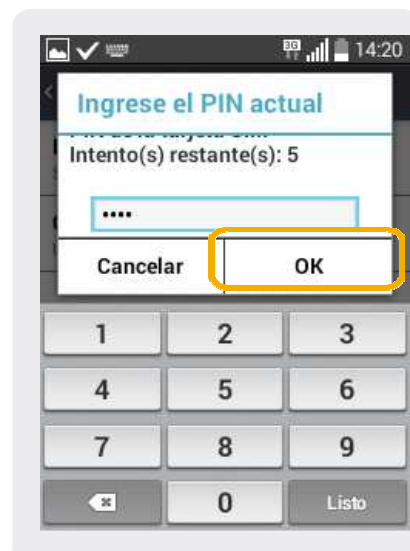 3G 14:20
Ingrese el PIN actual
Intento(s) restante(s): 5
••••
Cancelar OK
1 2 3
4 5 6
7 8 9
0 Listo